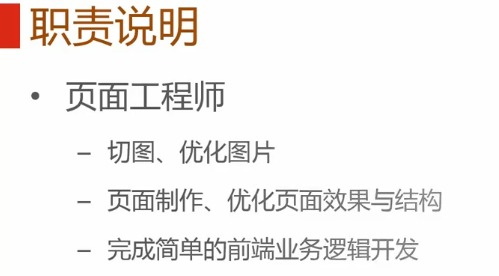 职责说明
• 页面工程师
– 切图、优化图片
– 页面制作、优化页面效果与结构
– 完成简单的前端业务逻辑开发